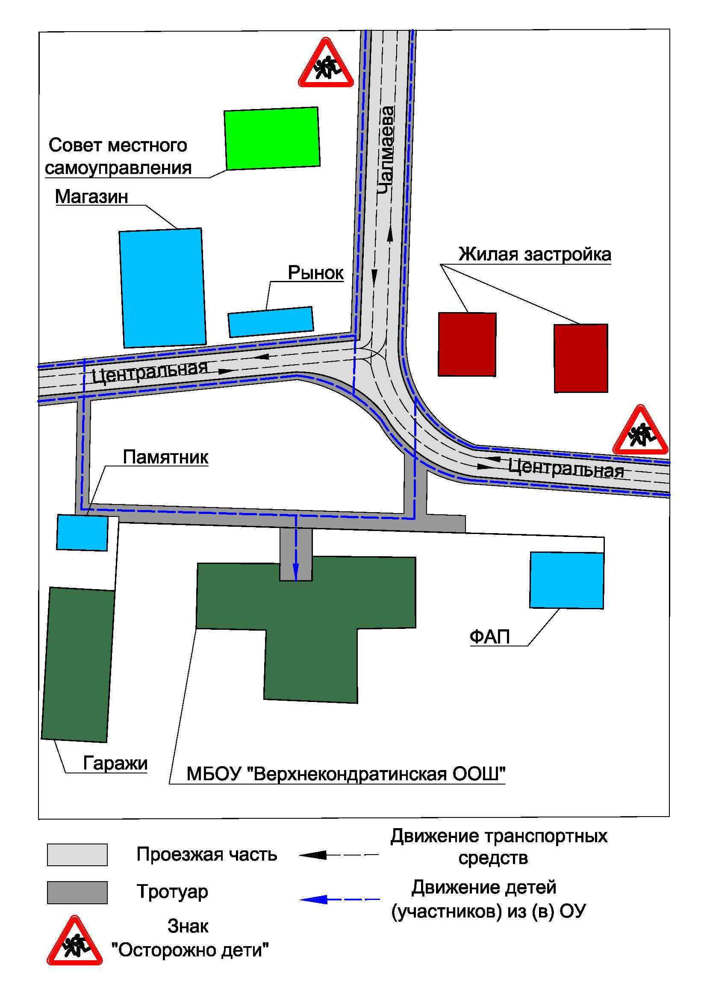 Чалмаева
Совет местного
самоуправления
Магазин
Жилая застройка
Рынок
Центральная
Памятник
Центральная
ФАП
Гаражи
МБОУ "Верхнекондратинская ООШ"
Проезжая часть
Движение транспортных
средств
Тротуар
Движение детей
(участников) из (в) ОУ
Знак
"Осторожно дети"